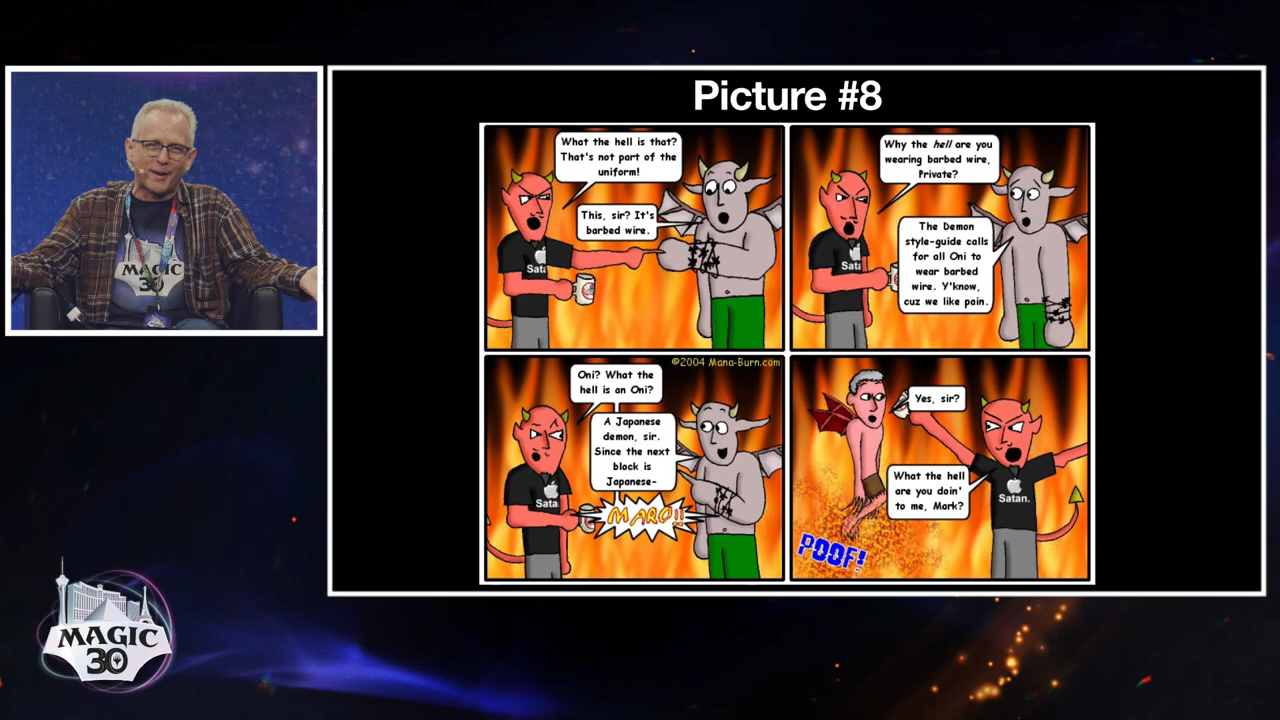 Picture #8
What the hell is that?
That's not part of the
uniform!
This, sir? It's
barbed wire.
Sata
Why the hell are you
wearing barbed wire,
Private?
The Demon
style-guide calls
for all Oni to
wear barbed
wire. Y'know,
cuz we like pain.
Sata
©2004 Mana-Burn.com
Oni? What the
hell is an Oni?
A Japanese
demon, sir.
Since the next
block is
Japanese-
MARO!!
Sata
Yes, sir?
What the hell
are you doin'
to me, Mark?
Satan.
POOF!
MAGIC
30
MAGIC
30